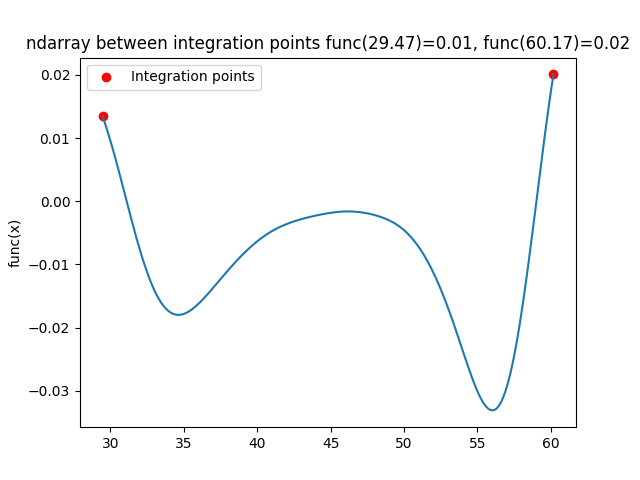 ndarray between integration points func(29.47)=0.01, func(60.17)=0.02
Integration points
0.02
0.01
0.00
−0.01
−0.02
−0.03
func(x)
30 35 40 45 50 55 60